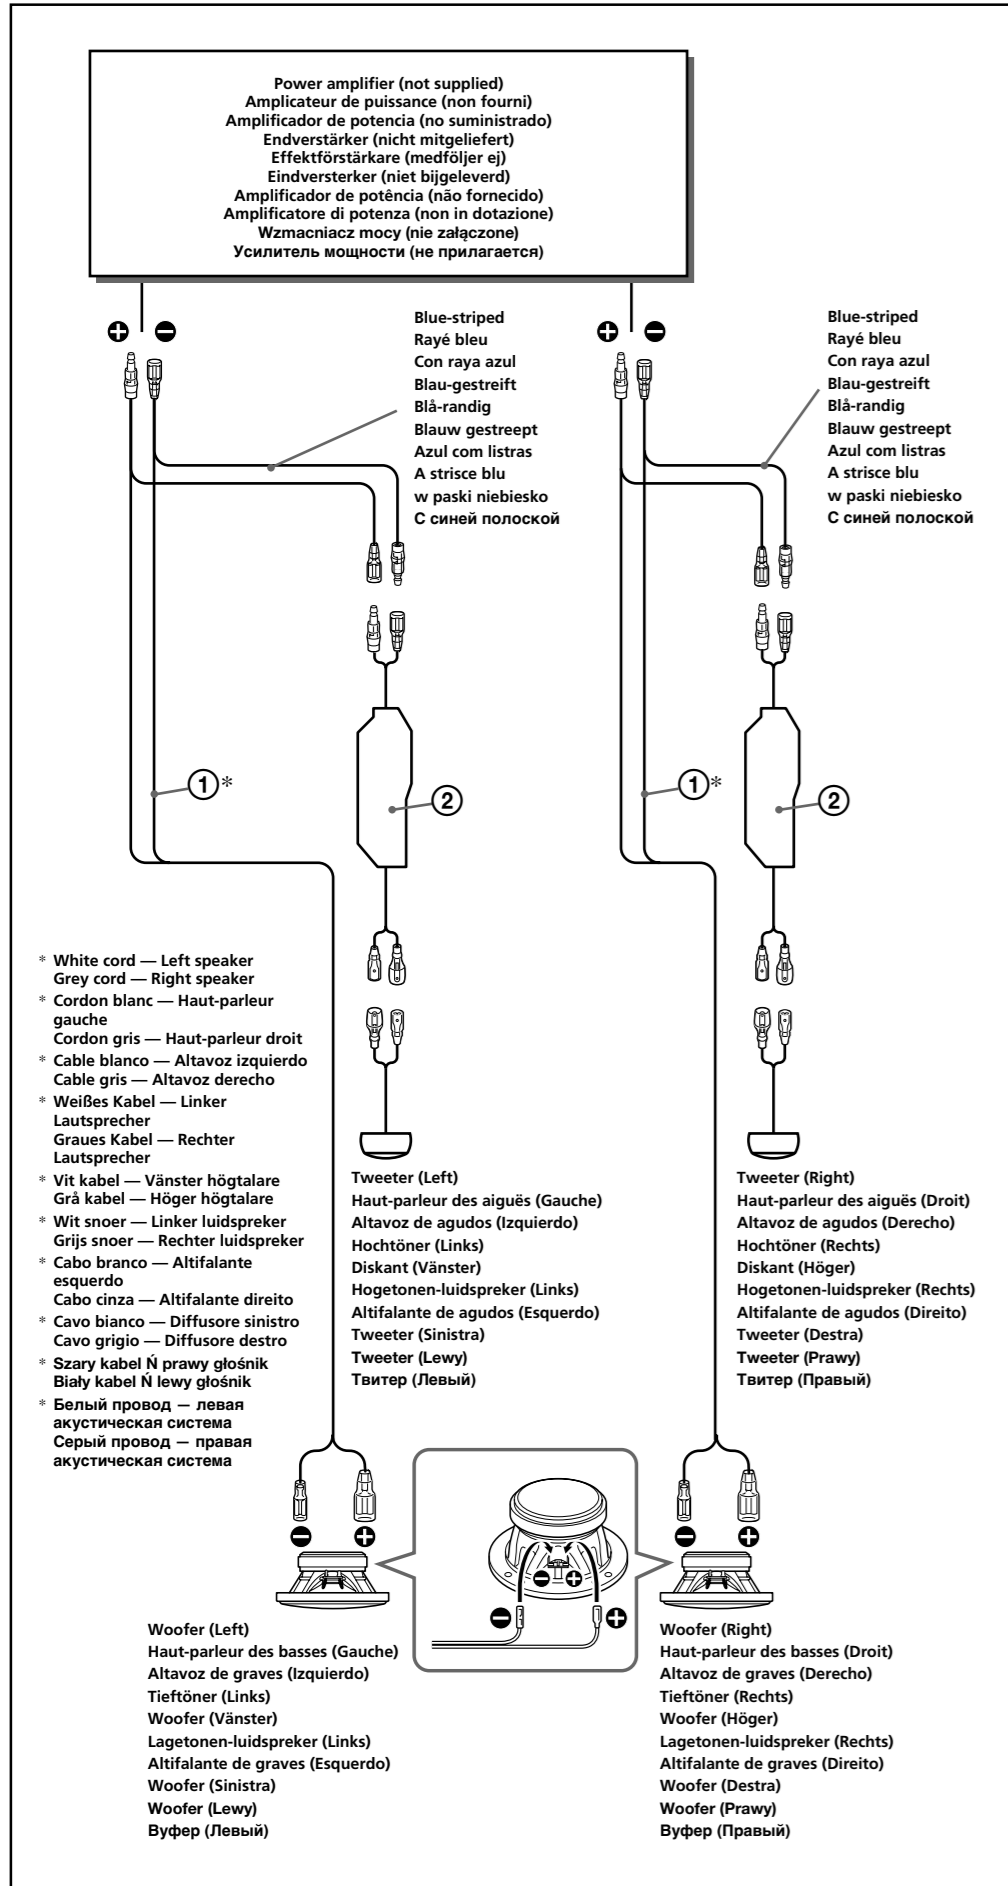 Power amplifier (not supplied)
Amplicateur de puissance (non fourni)
Amplificador de potencia (no suministrado)
Endverstärker (nicht mitgeliefert)
Effektförstärkare (medföljer ej)
Eindversterker (niet bijgeleverd)
Amplificador de potência (não fornecido)
Amplificatore di potenza (non in dotazione)
Wzmacniacz mocy (nie załączone)
Усилитель мощности (не прилагается)
+ −
+ −
Blue-striped
Rayé bleu
Con raya azul
Blau-gestreift
Blå-randig
Blauw gestreept
Azul com listras
A strisce blu
w paski niebiesko
С синей полоской
Blue-striped
Rayé bleu
Con raya azul
Blau-gestreift
Blå-randig
Blauw gestreept
Azul com listras
A strisce blu
w paski niebiesko
С синей полоской
1*
2
1*
2
* White cord — Left speaker
Grey cord — Right speaker
* Cordon blanc — Haut-parleur
gauche
Cordon gris — Haut-parleur droit
* Cable blanco — Altavoz izquierdo
Cable gris — Altavoz derecho
* Weißes Kabel — Linker
Lautsprecher
Graues Kabel — Rechter
Lautsprecher
* Vit kabel — Vänster högtalare
Grå kabel — Höger högtalare
* Wit snoer — Linker luidspreker
Grijs snoer — Rechter luidspreker
* Cabo branco — Altifalante
esquerdo
Cabo cinza — Altifalante direito
* Cavo bianco — Diffusore sinistro
Cavo grigio — Diffusore destro
* Szary kabel Ń prawy głośnik
Biały kabel Ń lewy głośnik
* Белый провод — левая
акустическая система
Серый провод — правая
акустическая система
Tweeter (Left)
Haut-parleur des aiguës (Gauche)
Altavoz de agudos (Izquierdo)
Hochtöner (Links)
Diskant (Vänster)
Hogetonen-luidspreker (Links)
Altifalante de agudos (Esquerdo)
Tweeter (Sinistra)
Tweeter (Lewy)
Твитер (Левый)
Tweeter (Right)
Haut-parleur des aiguës (Droit)
Altavoz de agudos (Derecho)
Hochtöner (Rechts)
Diskant (Höger)
Hogetonen-luidspreker (Rechts)
Altifalante de agudos (Direito)
Tweeter (Destra)
Tweeter (Prawy)
Твитер (Правый)
− +
− +
− +
− +
Woofer (Left)
Haut-parleur des basses (Gauche)
Altavoz de graves (Izquierdo)
Tieftöner (Links)
Woofer (Vänster)
Lagetonen-luidspreker (Links)
Altifalante de graves (Esquerdo)
Woofer (Sinistra)
Woofer (Lewy)
Вуфер (Левый)
Woofer (Right)
Haut-parleur des basses (Droit)
Altavoz de graves (Derecho)
Tieftöner (Rechts)
Woofer (Höger)
Lagetonen-luidspreker (Rechts)
Altifalante de graves (Direito)
Woofer (Destra)
Woofer (Prawy)
Вуфер (Правый)